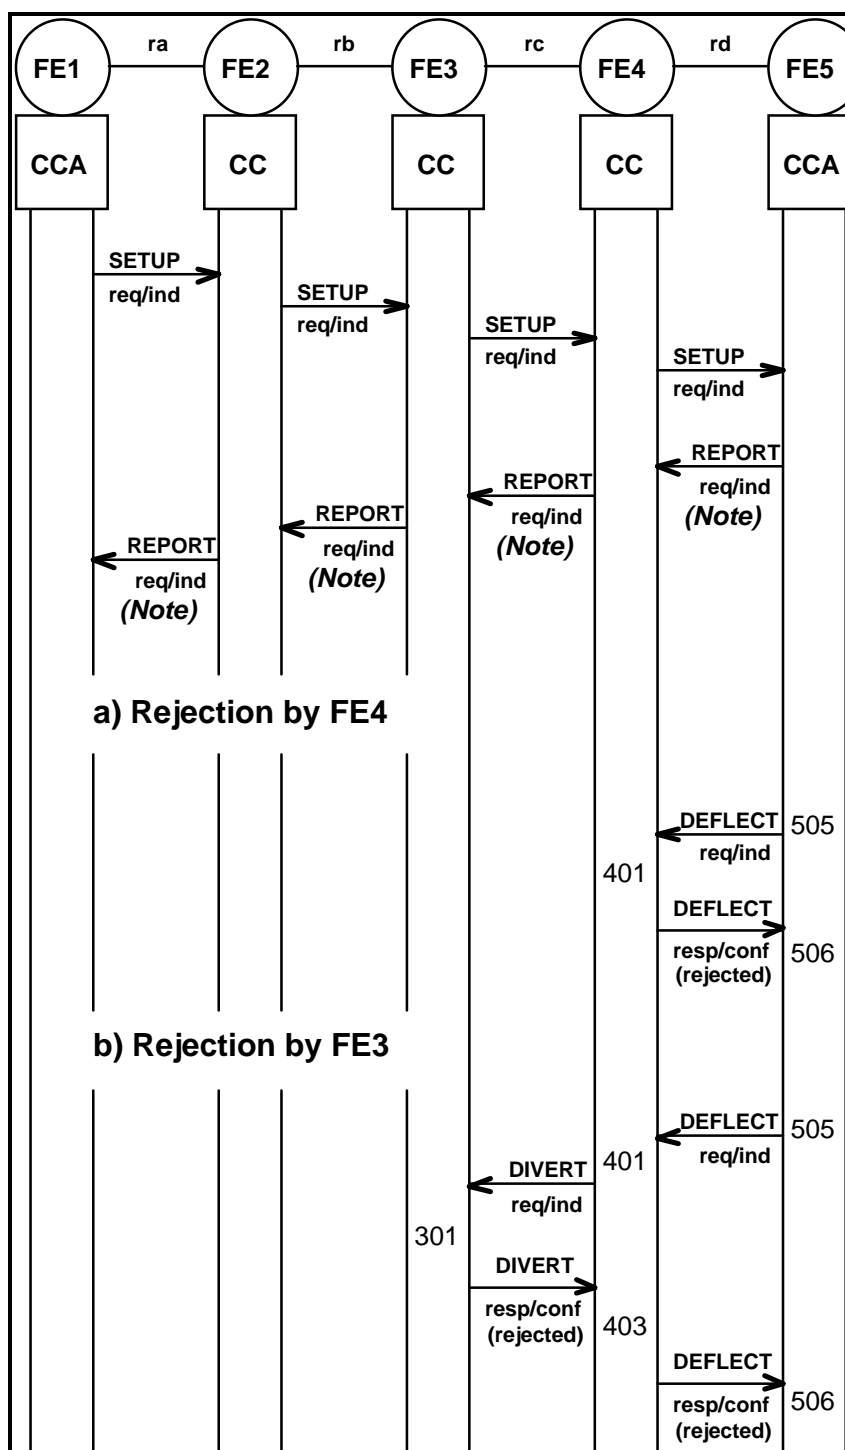 ra rb rc rd
FE1 FE2 FE3 FE4 FE5
CCA CC CC CC CCA
SETUP
req/ind
SETUP
req/ind
SETUP
req/ind
SETUP
req/ind
REPORT
req/ind
(Note)
REPORT
req/ind
(Note)
REPORT
req/ind
(Note)
REPORT
req/ind
(Note)
a) Rejection by FE4
DEFLECT 505
req/ind
401
DEFLECT
506
resp/conf
(rejected)
b) Rejection by FE3
DEFLECT 505
req/ind
401
DIVERT
req/ind
301
DIVERT
resp/conf
(rejected) 403
DEFLECT
506
resp/conf
(rejected)